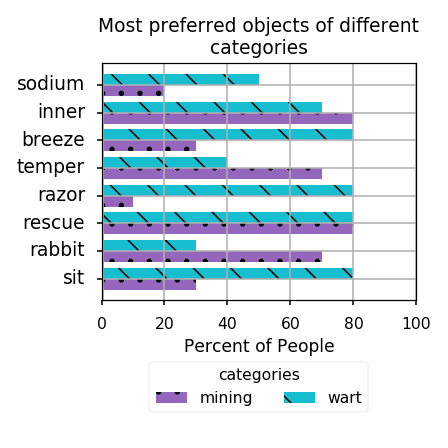 Most preferred objects of different
categories
sodium
inner
breeze
temper
razor
rescue
rabbit
sit
0 20 40 60 80 100
Percent of People
categories
mining wart